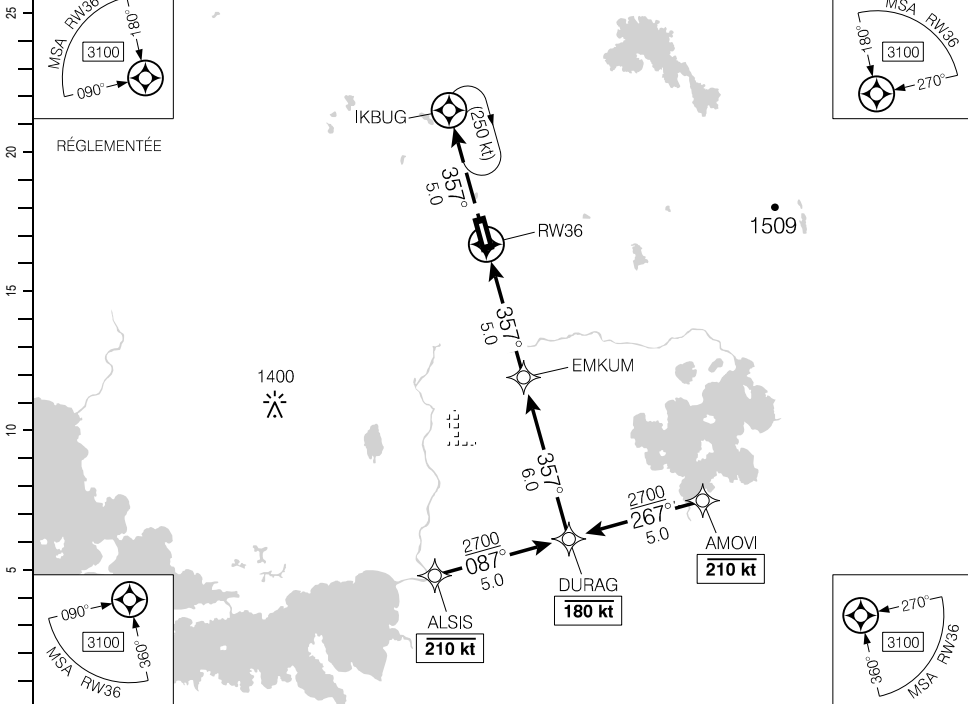 25
20
15
10
5
MSA RW36
180°
3100
090°
MSA RW36
180°
3100
270°
RÉGLEMENTÉE
IKBUG
(250 kt)
357°
5.0
RW36
1509
357°
5.0
EMKUM
1400
357°
6.0
2700
267°
5.0
AMOVI
210 kt
2700
087°
5.0
DURAG
180 kt
ALSIS
210 kt
090°
3100
360°
MSA RW36
270°
3100
360°
MSA RW36